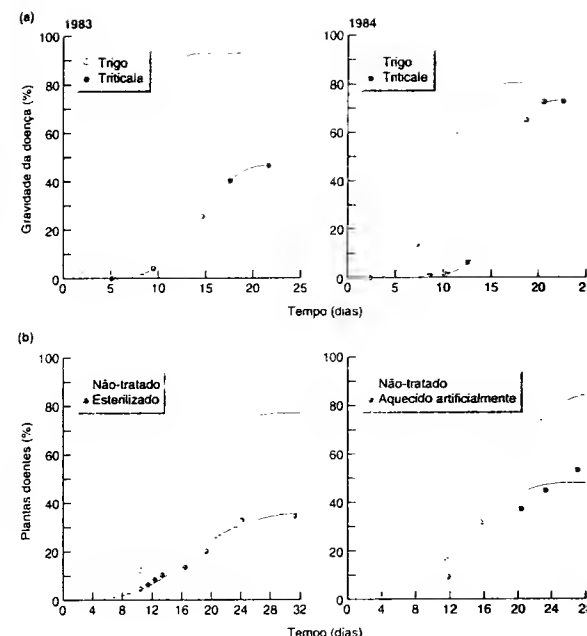 (a)
1983
Trigo
Triticale
Gravidade da doença (%)
100
80
60
40
20
0
0 5 10 15 20 25
1984
Trigo
Triticale
100
80
60
40
20
0
0 5 10 15 20 25
Tempo (dias)
(b)
Não-tratado
Esterilizado
Plantas doentes (%)
100
80
60
40
20
0
0 4 8 12 16 20 24 28 32
Não-tratado
Aquecido artificialmente
100
80
60
40
20
0
0 4 8 12 16 20 24 28
Tempo (dias)